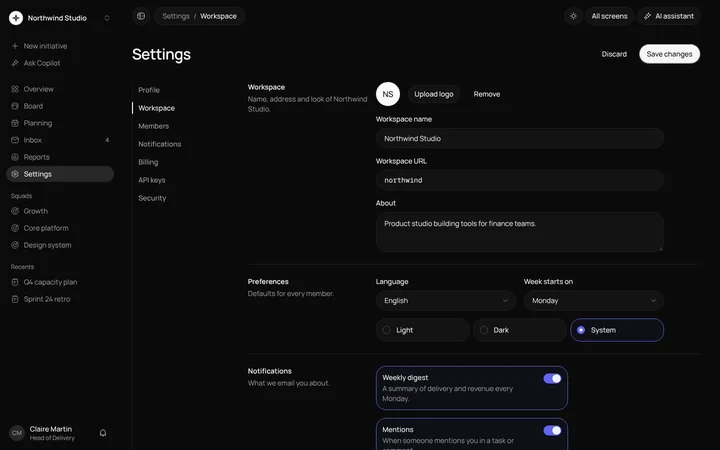 Northwind Studio
New initiative
Ask Copilot
Overview
Board
Planning
Inbox 4
Reports
Settings
Squads
Growth
Core platform
Design system
Recents
Q4 capacity plan
Sprint 24 retro
CM
Claire Martin
Head of Delivery
Settings / Workspace
All screens
AI assistant
Settings
Discard
Save changes
Profile
Workspace
Members
Notifications
Billing
API keys
Security
Workspace
Name, address and look of Northwind
Studio.
NS
Upload logo
Remove
Workspace name
Northwind Studio
Workspace URL
northwind
About
Product studio building tools for finance teams.
Preferences
Defaults for every member.
Language
English
Week starts on
Monday
Light
Dark
System
Notifications
What we email you about.
Weekly digest
A summary of delivery and revenue every
Monday.
Mentions
When someone mentions you in a task or